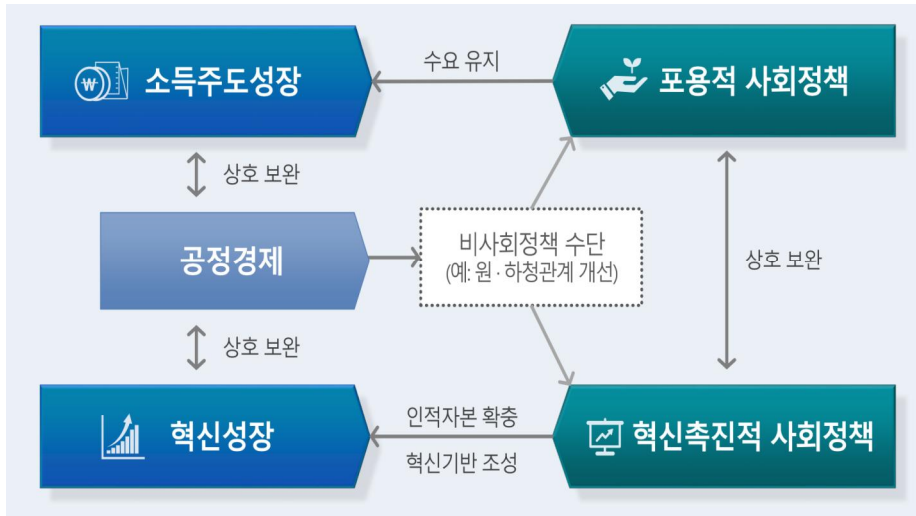 소득주도성장
수요 유지
포용적 사회정책
상호 보완
공정경제
비사회정책 수단
(예: 원·하청관계 개선)
상호 보완
상호 보완
혁신성장
인적자본 확충
혁신기반 조성
혁신촉진적 사회정책